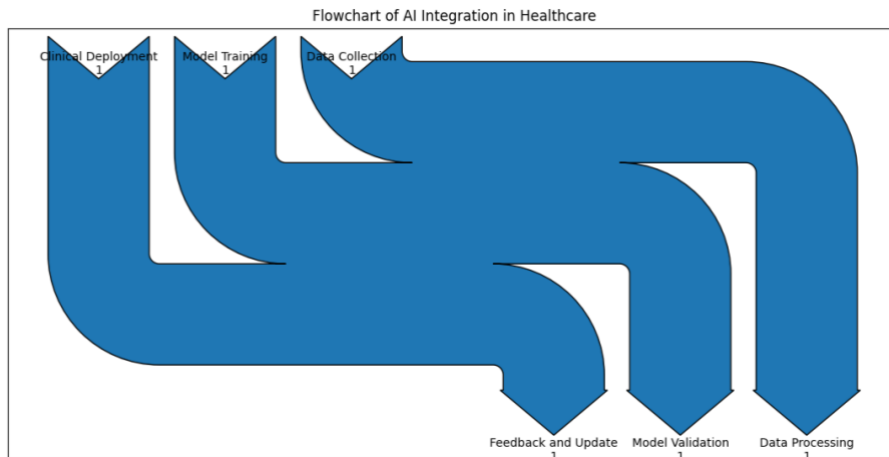 Flowchart of AI Integration in Healthcare
Clinical Deployment
1
Model Training
1
Data Collection
1
Feedback and Update
1
Model Validation
1
Data Processing
1